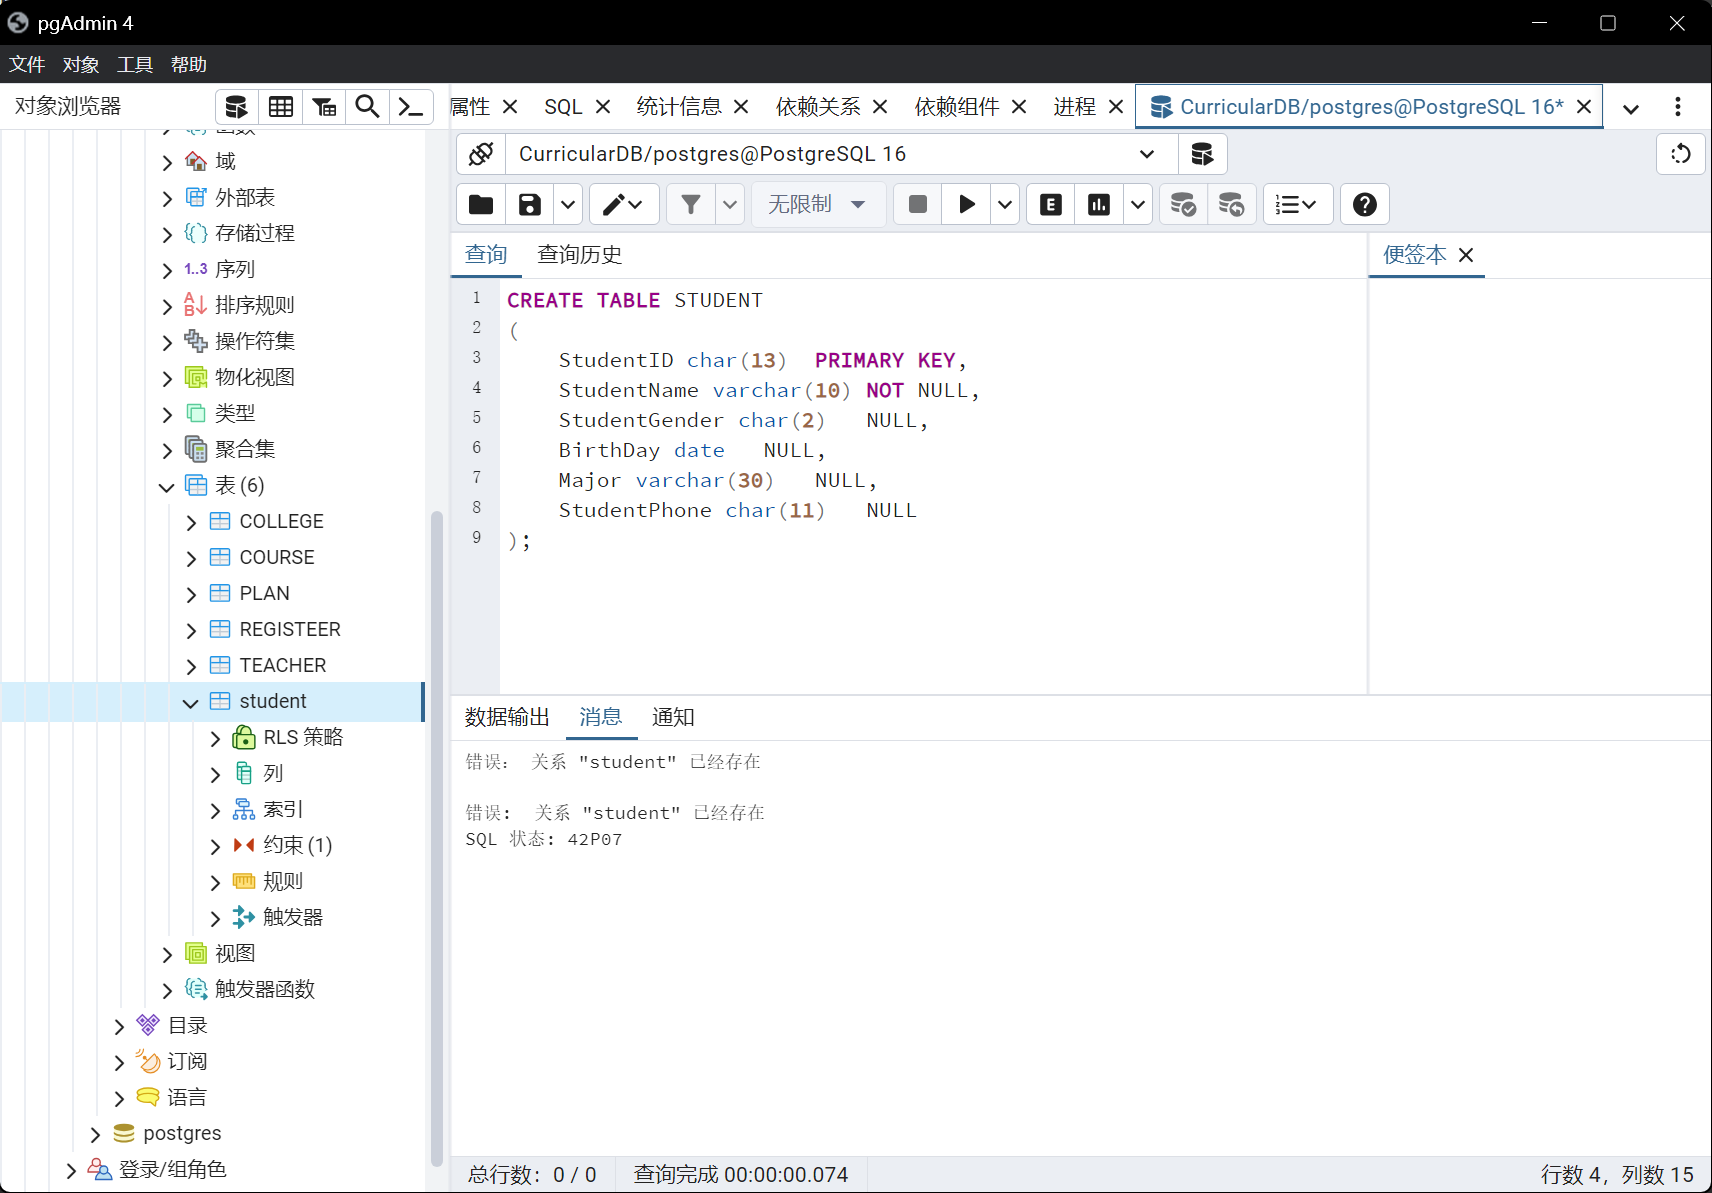 pgAdmin 4
文件 对象 工具 帮助
对象浏览器
属性 SQL 统计信息 依赖关系 依赖组件 进程 CurricularDB/postgres@PostgreSQL 16*
CurricularDB/postgres@PostgreSQL 16
无限制
查询 查询历史
便签本
函数
域
外部表
存储过程
1..3 序列
排序规则
操作符集
物化视图
类型
聚合集
表 (6)
COLLEGE
COURSE
PLAN
REGISTEER
TEACHER
student
RLS 策略
列
索引
约束 (1)
规则
触发器
视图
触发器函数
目录
订阅
语言
postgres
登录/组角色
1 CREATE TABLE STUDENT
2 (
3 StudentID char(13) PRIMARY KEY,
4 StudentName varchar(10) NOT NULL,
5 StudentGender char(2) NULL,
6 BirthDay date NULL,
7 Major varchar(30) NULL,
8 StudentPhone char(11) NULL
9 );
数据输出 消息 通知
错误: 关系 "student" 已经存在
错误: 关系 "student" 已经存在
SQL 状态: 42P07
总行数: 0 / 0 查询完成 00:00:00.074 行数 4, 列数 15